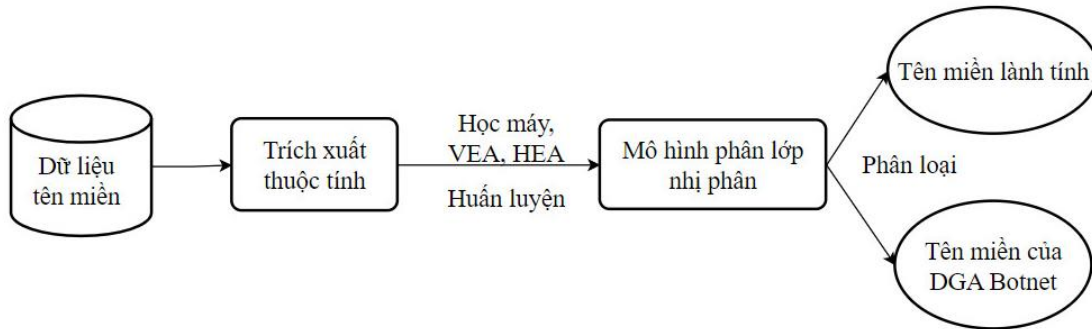 Dữ liệu
tên miền
Trích xuất
thuộc tính
Học máy,
VEA, HEA
Huấn luyện
Mô hình phân lớp
nhị phân
Phân loại
Tên miền lành tính
Tên miền của
DGA Botnet